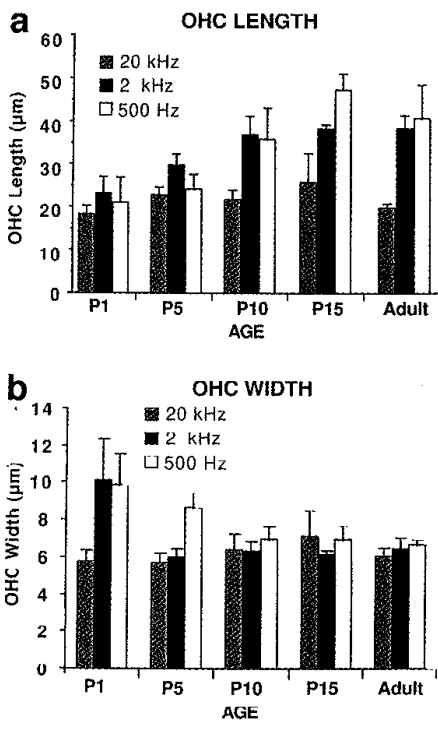 a
OHC LENGTH
20 kHz
2 kHz
500 Hz
OHC Length (µm)
60
50
40
30
20
10
0
P1 P5 P10 P15 Adult
AGE
b
OHC WIDTH
20 kHz
2 kHz
500 Hz
OHC Width (µm)
14
12
10
8
6
4
2
0
P1 P5 P10 P15 Adult
AGE